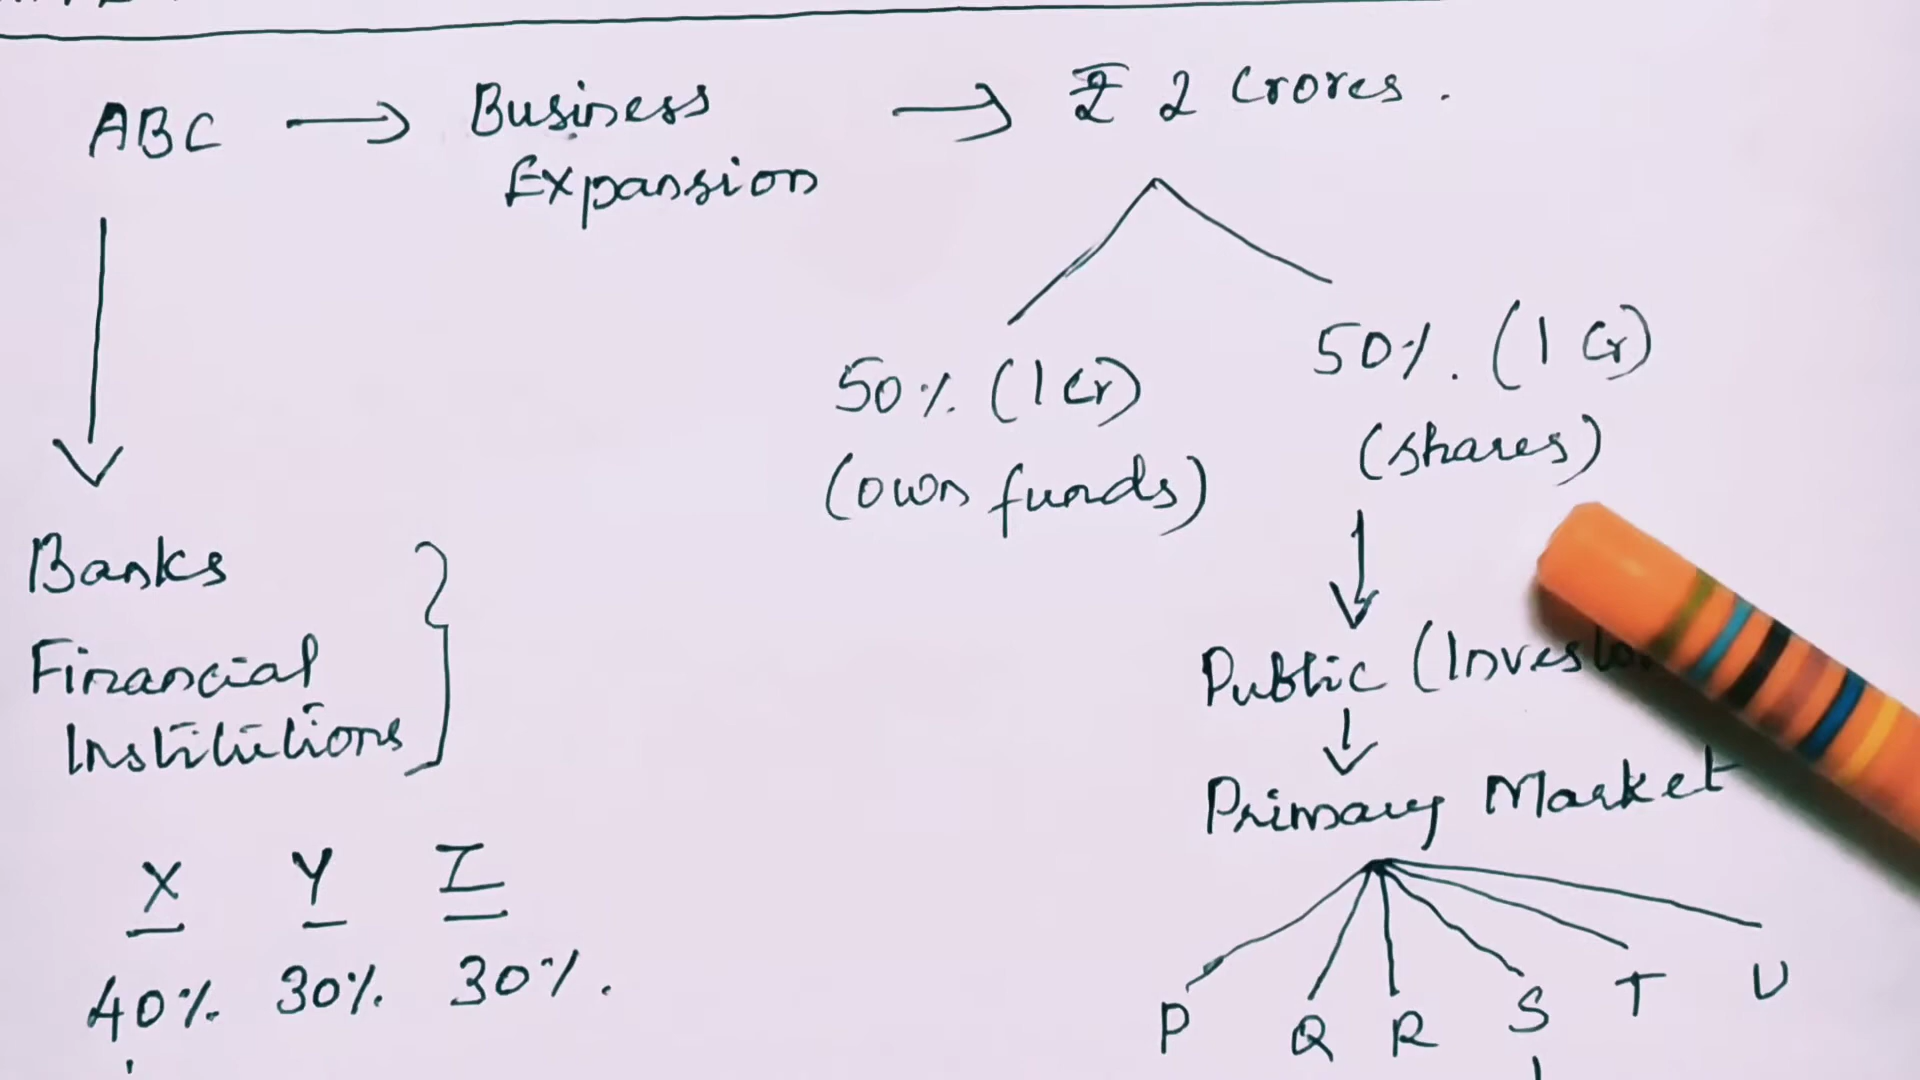 ABC → Business → ₹ 2 Crores.
Expansion
50% (1 Cr)
50%. (1 Cr)
(shares)
(own funds)
Banks
Financial
Institutions
Public
Primary Market
X Y Z
40%. 30%. 30%.
P Q R S T U